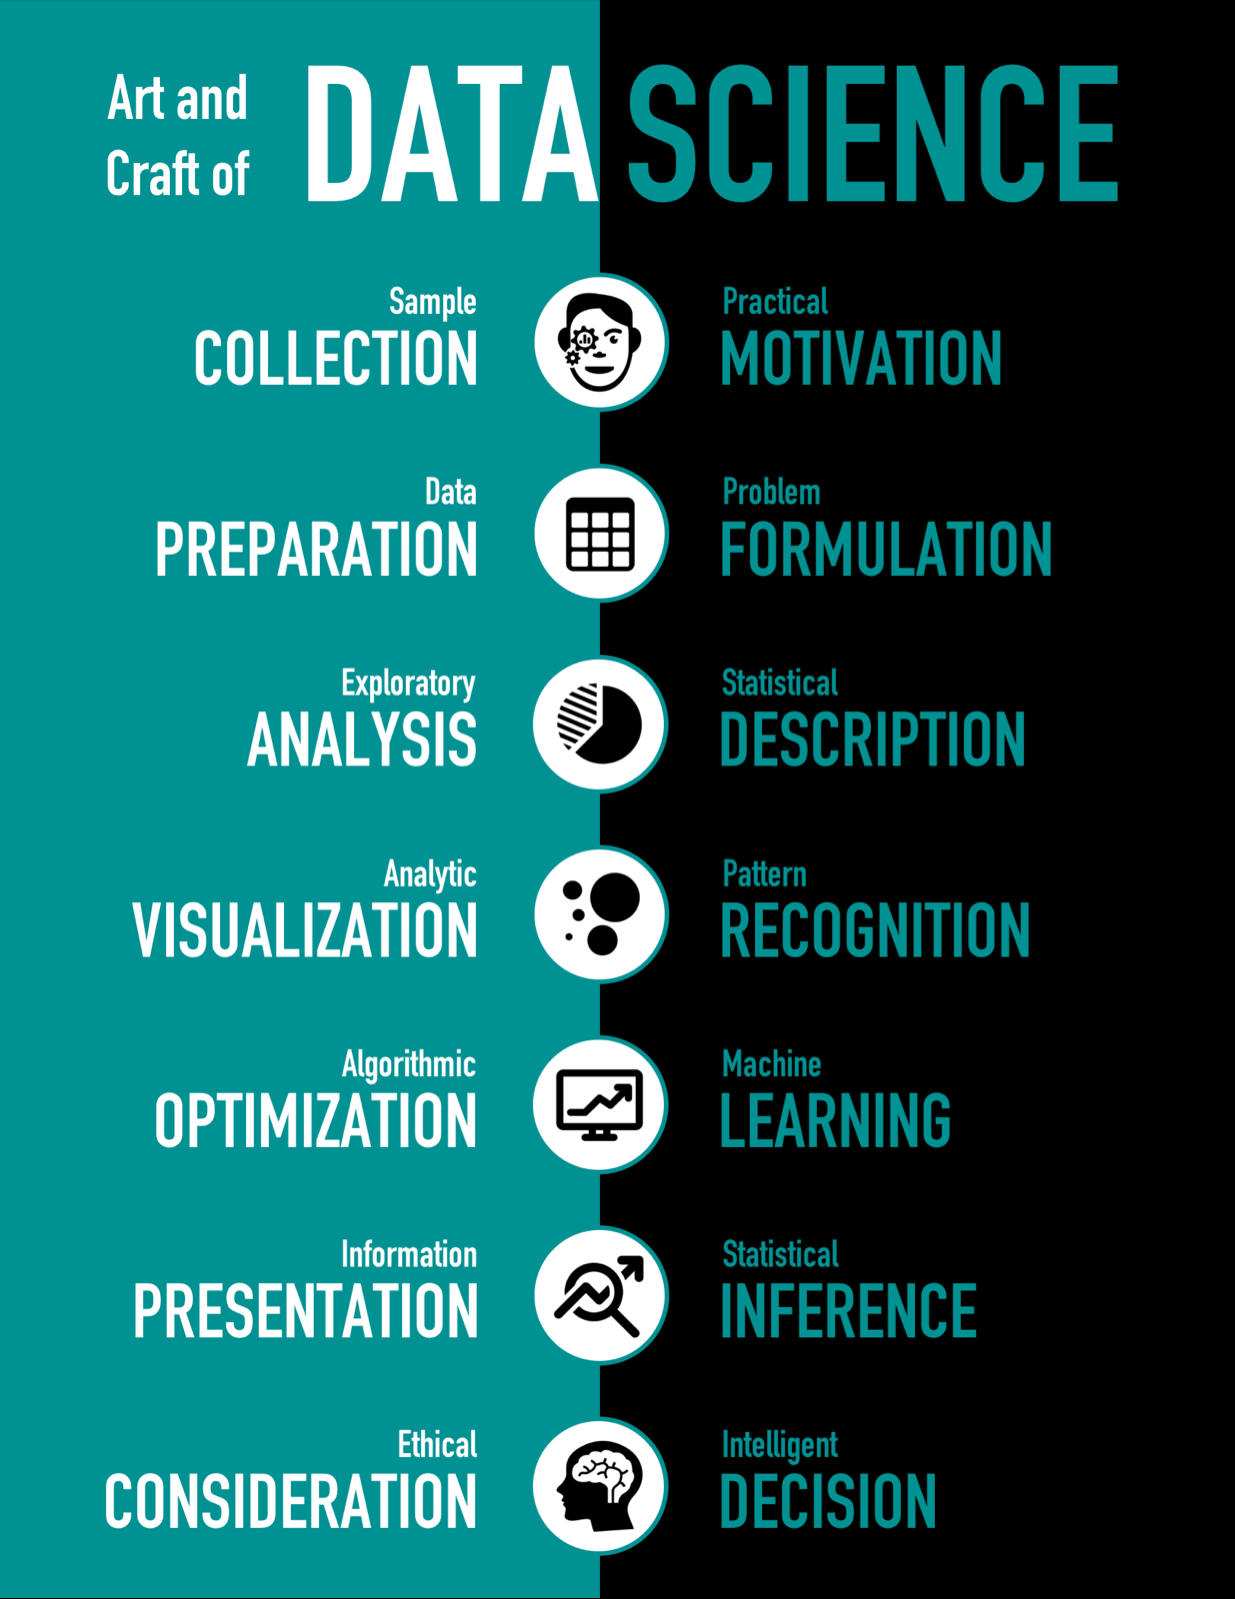 Art and
Craft of
DATA SCIENCE
Sample
COLLECTION
Practical
MOTIVATION
Data
PREPARATION
Problem
FORMULATION
Exploratory
ANALYSIS
Statistical
DESCRIPTION
Analytic
VISUALIZATION
Pattern
RECOGNITION
Algorithmic
OPTIMIZATION
Machine
LEARNING
Information
PRESENTATION
Statistical
INFERENCE
Ethical
CONSIDERATION
Intelligent
DECISION